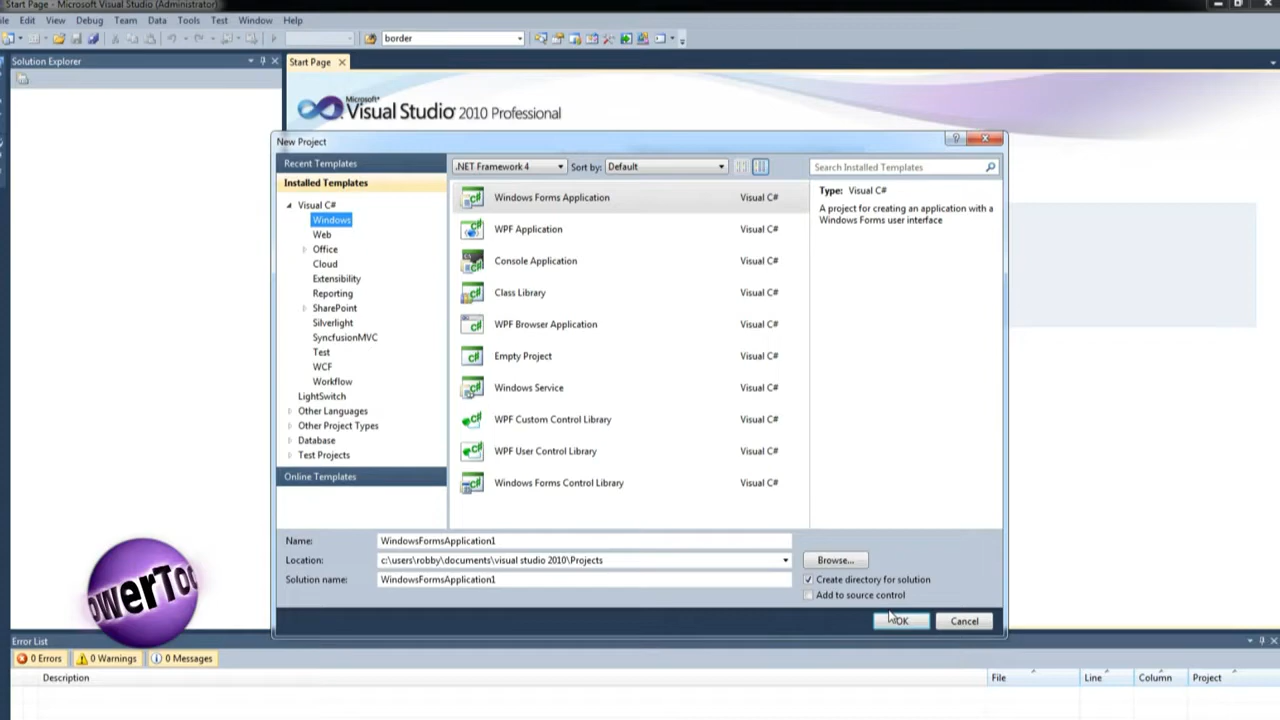 Start Page - Microsoft Visual Studio (Administrator)
Edit View Debug Team Data Tools Test Window Help
border
Solution Explorer
Start Page
Microsoft
Visual Studio 2010 Professional
New Project
Recent Templates
.NET Framework 4
Sort by: Default
Search Installed Templates
Installed Templates
Visual C#
Windows
Web
Office
Cloud
Extensibility
Reporting
SharePoint
Silverlight
SyncfusionMVC
Test
WCF
Workflow
LightSwitch
Other Languages
Other Project Types
Database
Test Projects
Online Templates
Windows Forms Application Visual C#
WPF Application Visual C#
Console Application Visual C#
Class Library Visual C#
WPF Browser Application Visual C#
Empty Project Visual C#
Windows Service Visual C#
WPF Custom Control Library Visual C#
WPF User Control Library Visual C#
Windows Forms Control Library Visual C#
Type: Visual C#
A project for creating an application with a
Windows Forms user interface
Name: WindowsFormsApplication1
Location: c:\users\robby\documents\visual studio 2010\Projects
Browse...
Solution name: WindowsFormsApplication1
Create directory for solution
Add to source control
OK Cancel
owerToo
Error List
0 Errors 0 Warnings 0 Messages
Description File Line Column Project